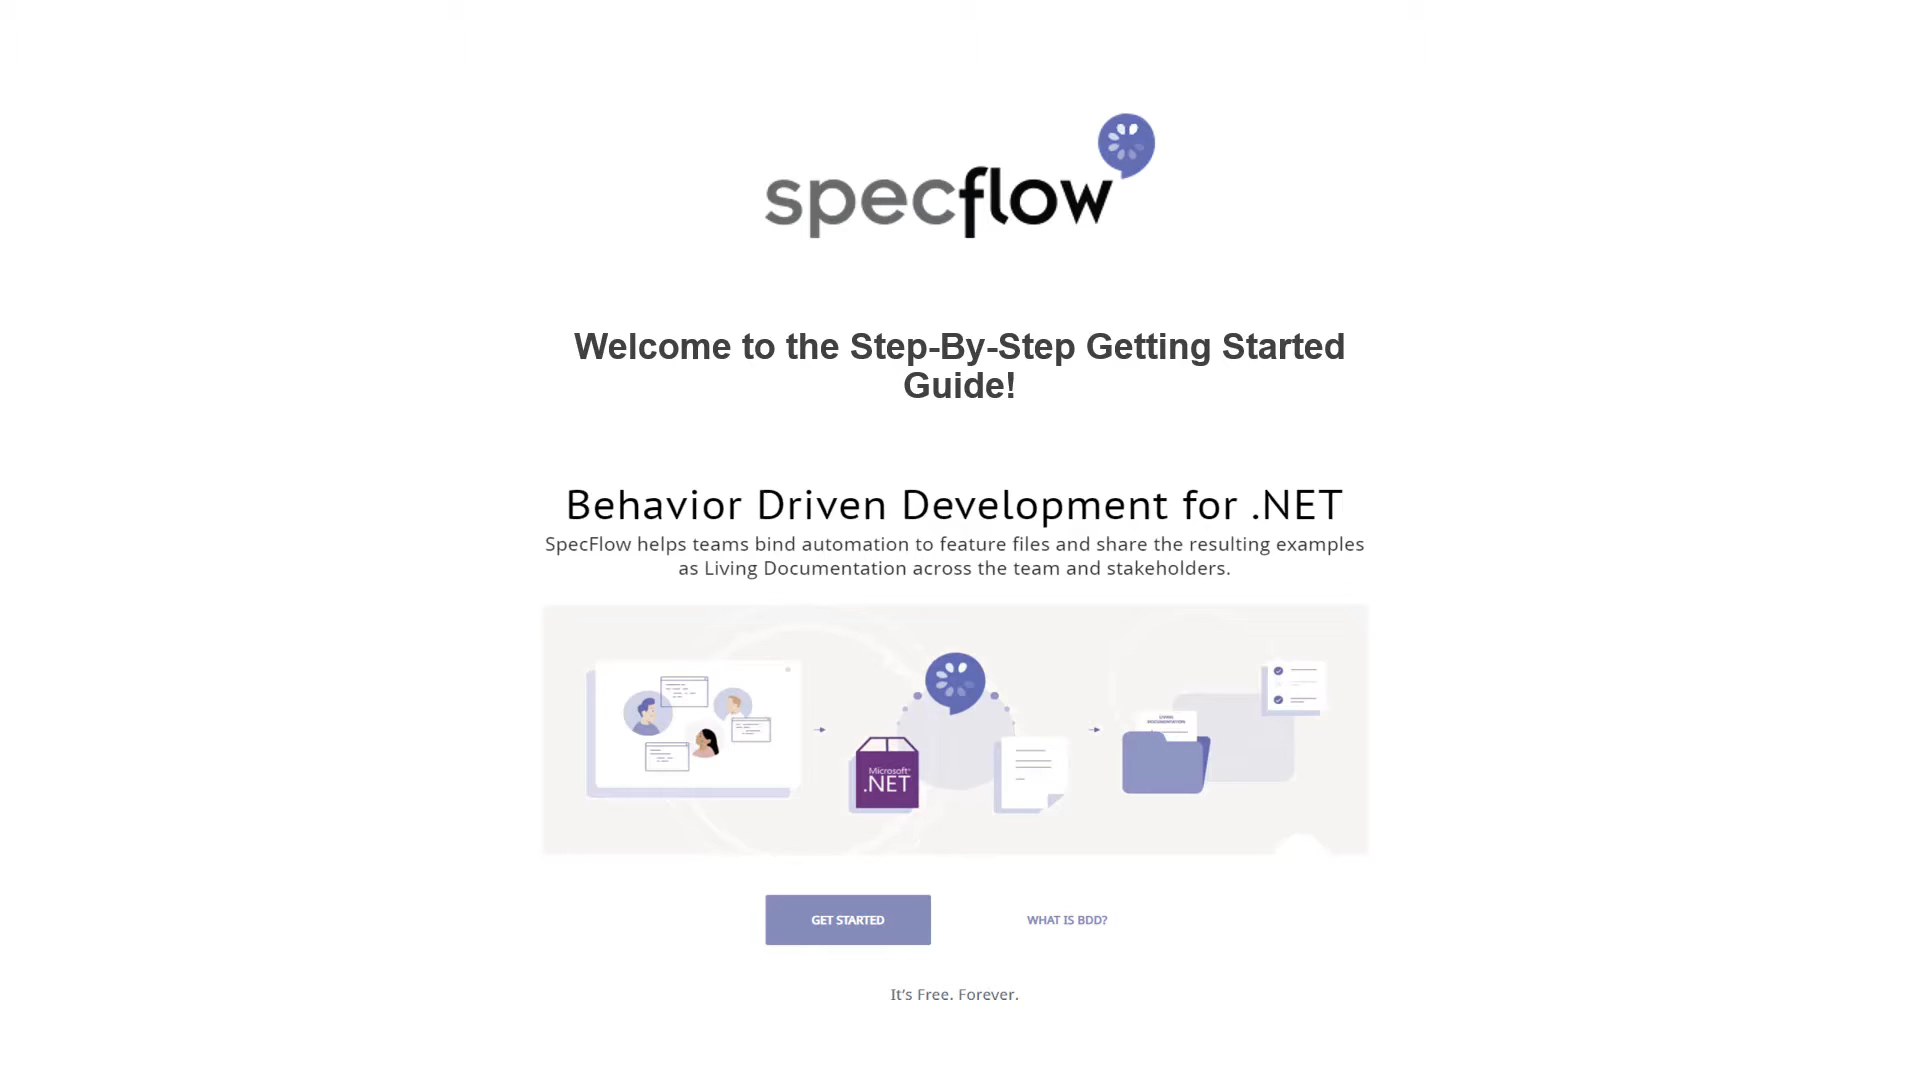 specflow
Welcome to the Step-By-Step Getting Started
Guide!
Behavior Driven Development for .NET
SpecFlow helps teams bind automation to feature files and share the resulting examples
as Living Documentation across the team and stakeholders.
LIVING
DOCUMENTATION
Microsoft®
.NET
GET STARTED
WHAT IS BDD?
It's Free. Forever.